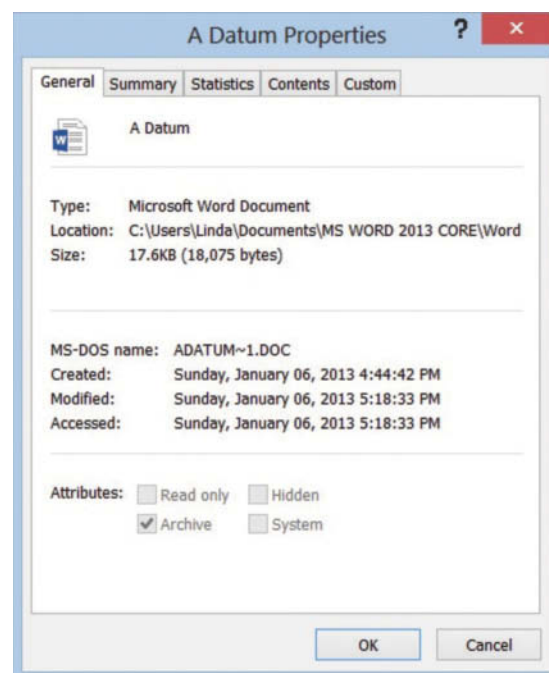 A Datum Properties ? ×
General Summary Statistics Contents Custom
W A Datum
Type: Microsoft Word Document
Location: C:\Users\Linda\Documents\MS WORD 2013 CORE\Word
Size: 17.6KB (18,075 bytes)
MS-DOS name: ADATUM~1.DOC
Created: Sunday, January 06, 2013 4:44:42 PM
Modified: Sunday, January 06, 2013 5:18:33 PM
Accessed: Sunday, January 06, 2013 5:18:33 PM
Attributes: Read only Hidden
Archive System
OK Cancel